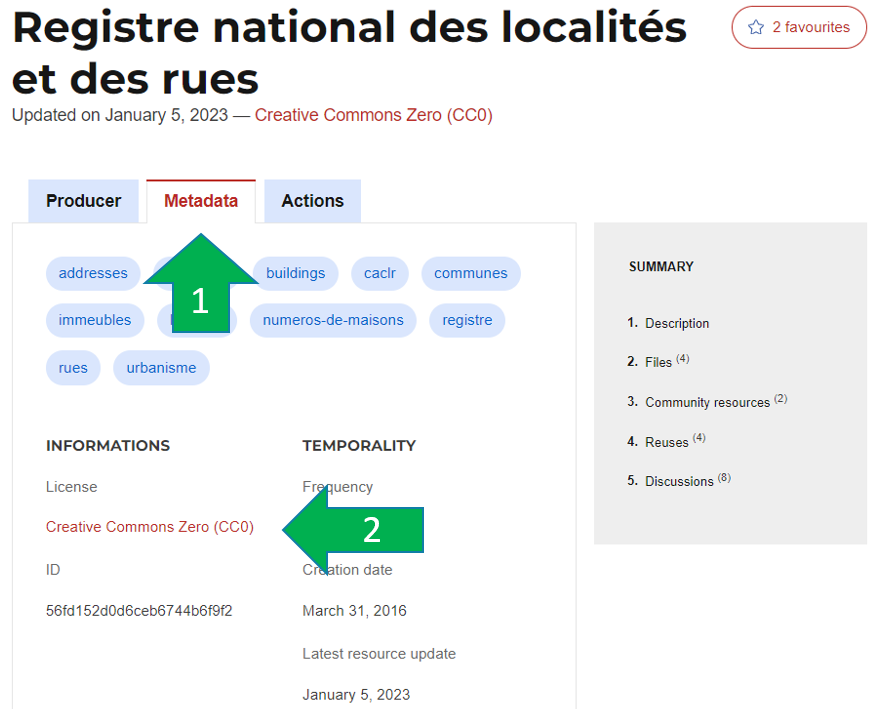 Registre national des localités
et des rues
2 favourites
Updated on January 5, 2023 — Creative Commons Zero (CC0)
Producer
Metadata
Actions
addresses
buildings
caclr
communes
immeubles
numeros-de-maisons
registre
rues
urbanisme
1
INFORMATIONS
License
Creative Commons Zero (CC0)
ID
56fd152d0d6ceb6744b6f9f2
TEMPORALITY
Frequency
2
Creation date
March 31, 2016
Latest resource update
January 5, 2023
SUMMARY
1. Description
2. Files (4)
3. Community resources (2)
4. Reuses (4)
5. Discussions (8)